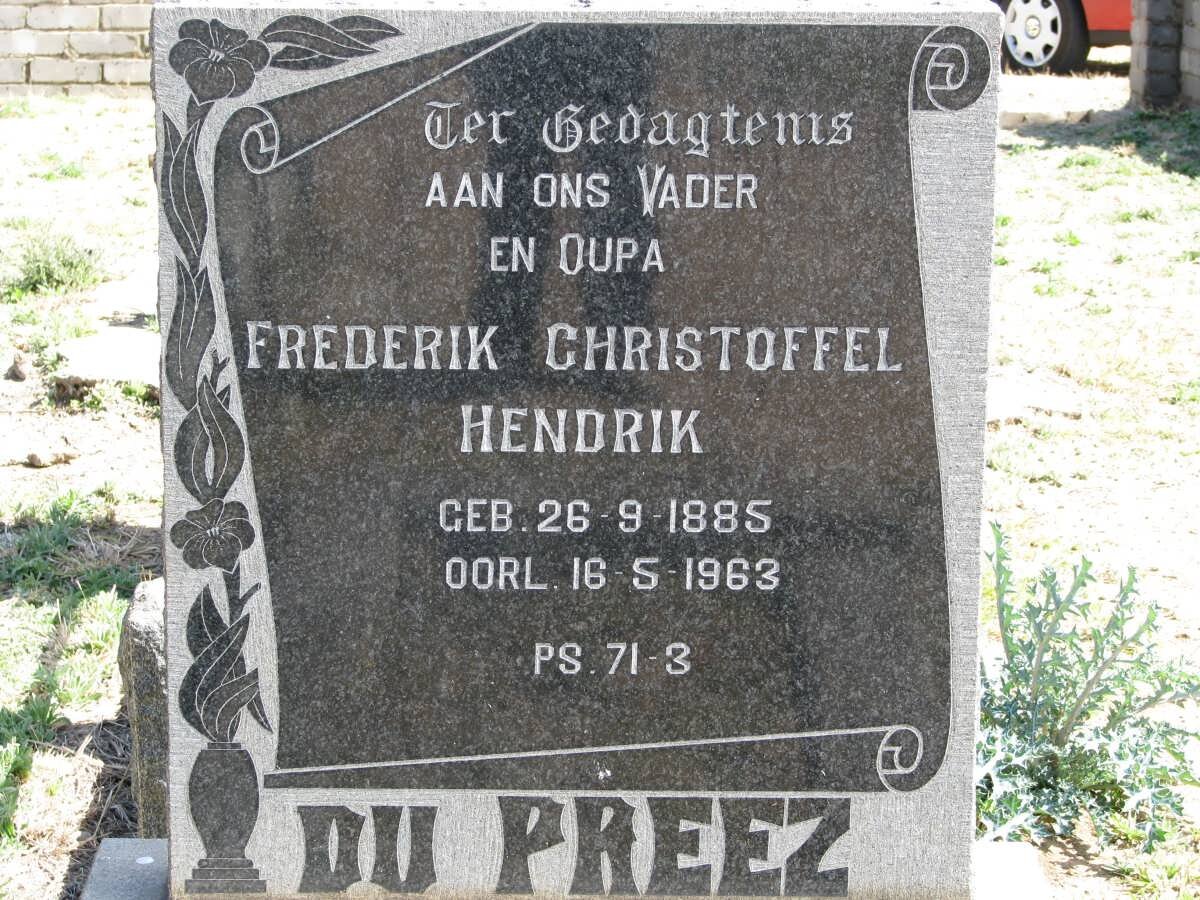 Ter Gedagtenis
AAN ONS VADER
EN OUPA
FREDERIK CHRISTOFFEL
HENDRIK
GEB. 26-9-1885
OORL. 16-5-1963
PS. 71-3
DU PREEZ